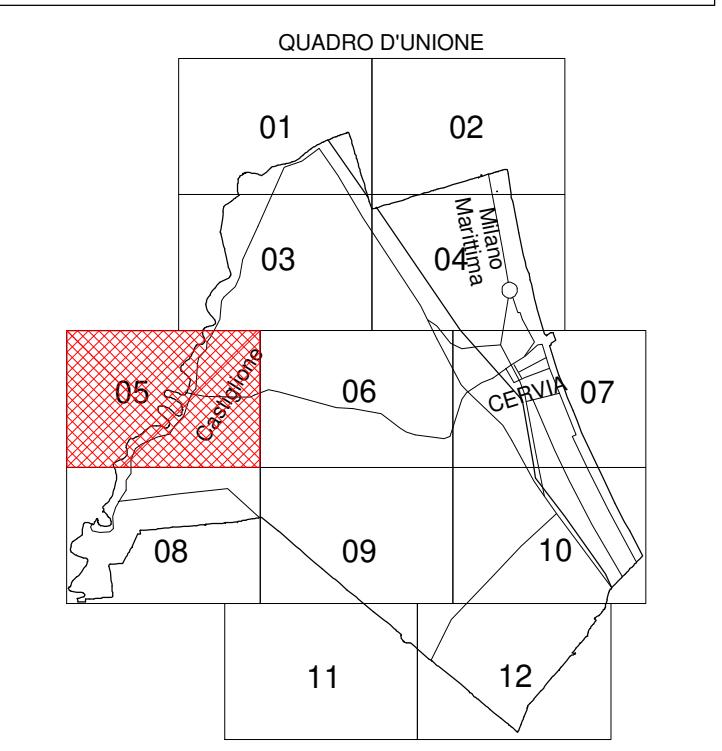 QUADRO D'UNIONE
01
02
03
04
Milano
Marittima
05
Castiglione
06
CERVIA
07
08
09
10
11
12